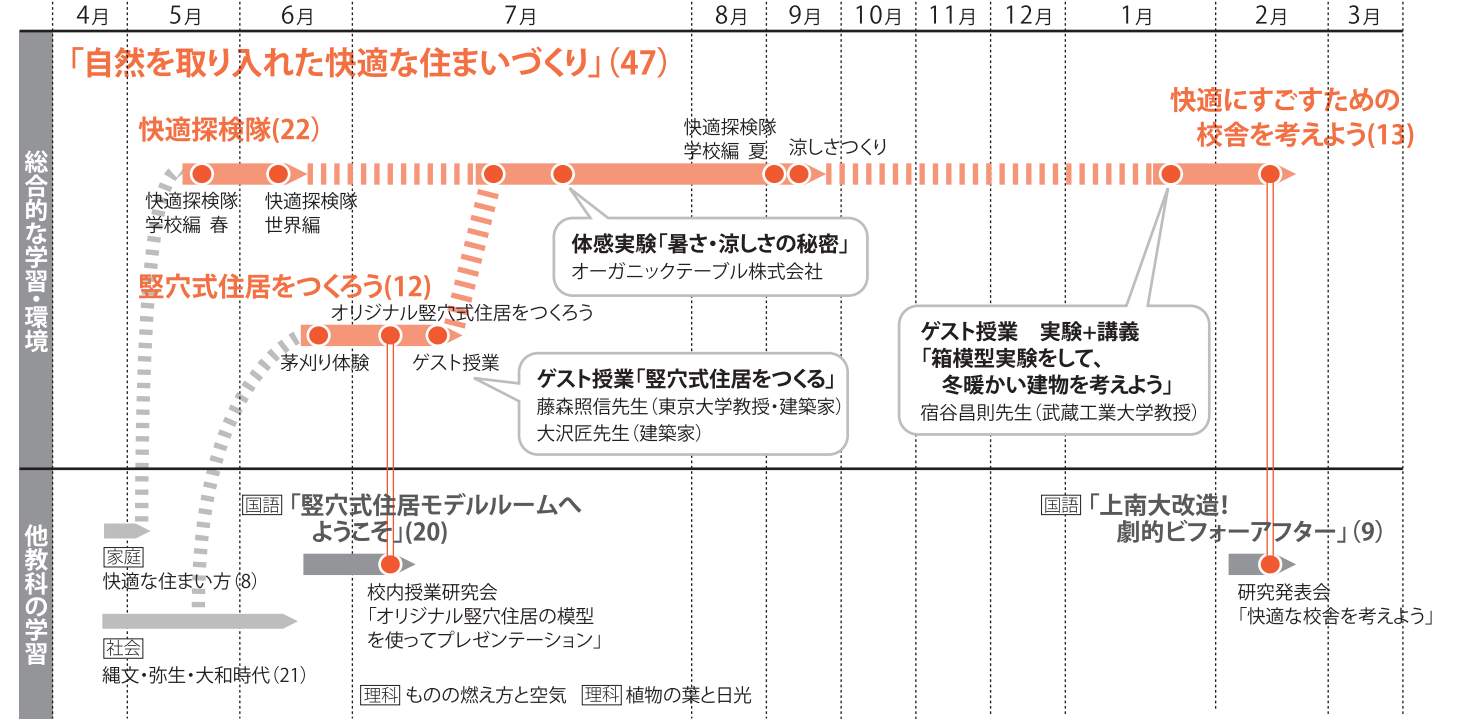 4月 5月 6月 7月 8月 9月 10月 11月 12月 1月 2月 3月
総合的な学習・環境
「自然を取り入れた快適な住まいづくり」(47)
快適探検隊(22)
快適探検隊
学校編 春
快適探検隊
世界編
快適探検隊
学校編 夏
涼しさつくり
快適にすごすための
校舎を考えよう(13)
体感実験「暑さ・涼しさの秘密」
オーガニックテーブル株式会社
竪穴式住居をつくろう(12)
オリジナル竪穴式住居をつくろう
茅刈り体験
ゲスト授業
ゲスト授業「竪穴式住居をつくる」
藤森照信先生(東京大学教授・建築家)
大沢匠先生(建築家)
ゲスト授業 実験+講義
「箱模型実験をして、
冬暖かい建物を考えよう」
宿谷昌則先生(武蔵工業大学教授)
他教科の学習
家庭
快適な住まい方(8)
社会
縄文・弥生・大和時代(21)
国語「竪穴式住居モデルルームへ
ようこそ」(20)
校内授業研究会
「オリジナル竪穴住居の模型
を使ってプレゼンテーション」
理科 ものの燃え方と空気 理科 植物の葉と日光
国語「上南大改造!
劇的ビフォーアフター」(9)
研究発表会
「快適な校舎を考えよう」